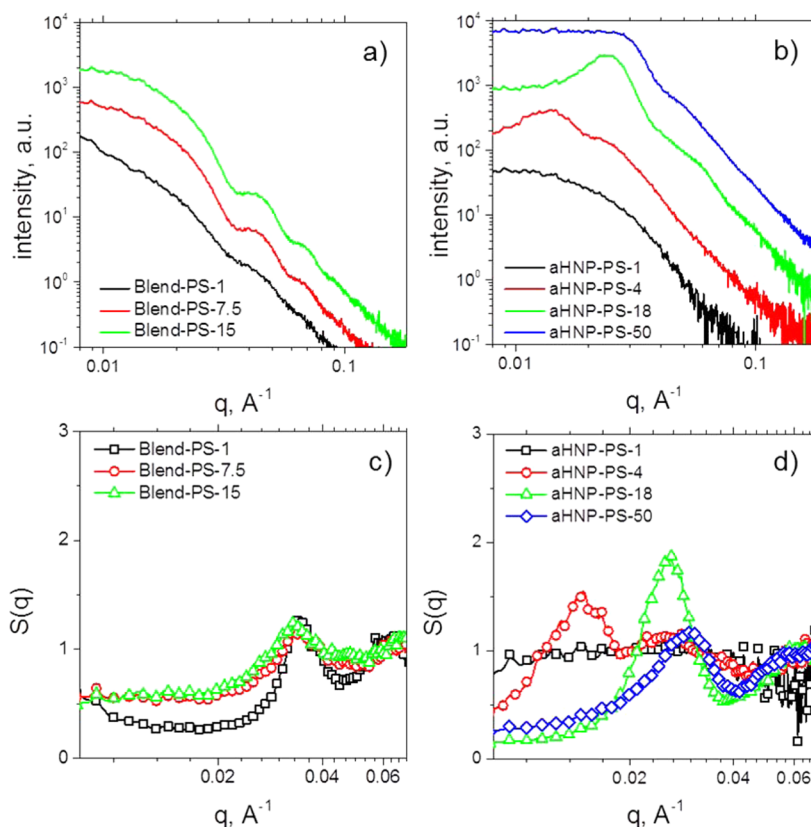 a)
intensity, a.u.
10⁴
10³
10²
10¹
10⁰
10⁻¹
Blend-PS-1
Blend-PS-7.5
Blend-PS-15
0.01 0.1
q, A⁻¹
b)
intensity, a.u.
10⁴
10³
10²
10¹
10⁰
10⁻¹
aHNP-PS-1
aHNP-PS-4
aHNP-PS-18
aHNP-PS-50
0.01 0.1
q, A⁻¹
c)
S(q)
3
2
1
0
Blend-PS-1
Blend-PS-7.5
Blend-PS-15
0.02 0.04 0.06
q, A⁻¹
d)
S(q)
3
2
1
0
aHNP-PS-1
aHNP-PS-4
aHNP-PS-18
aHNP-PS-50
0.02 0.04 0.06
q, A⁻¹